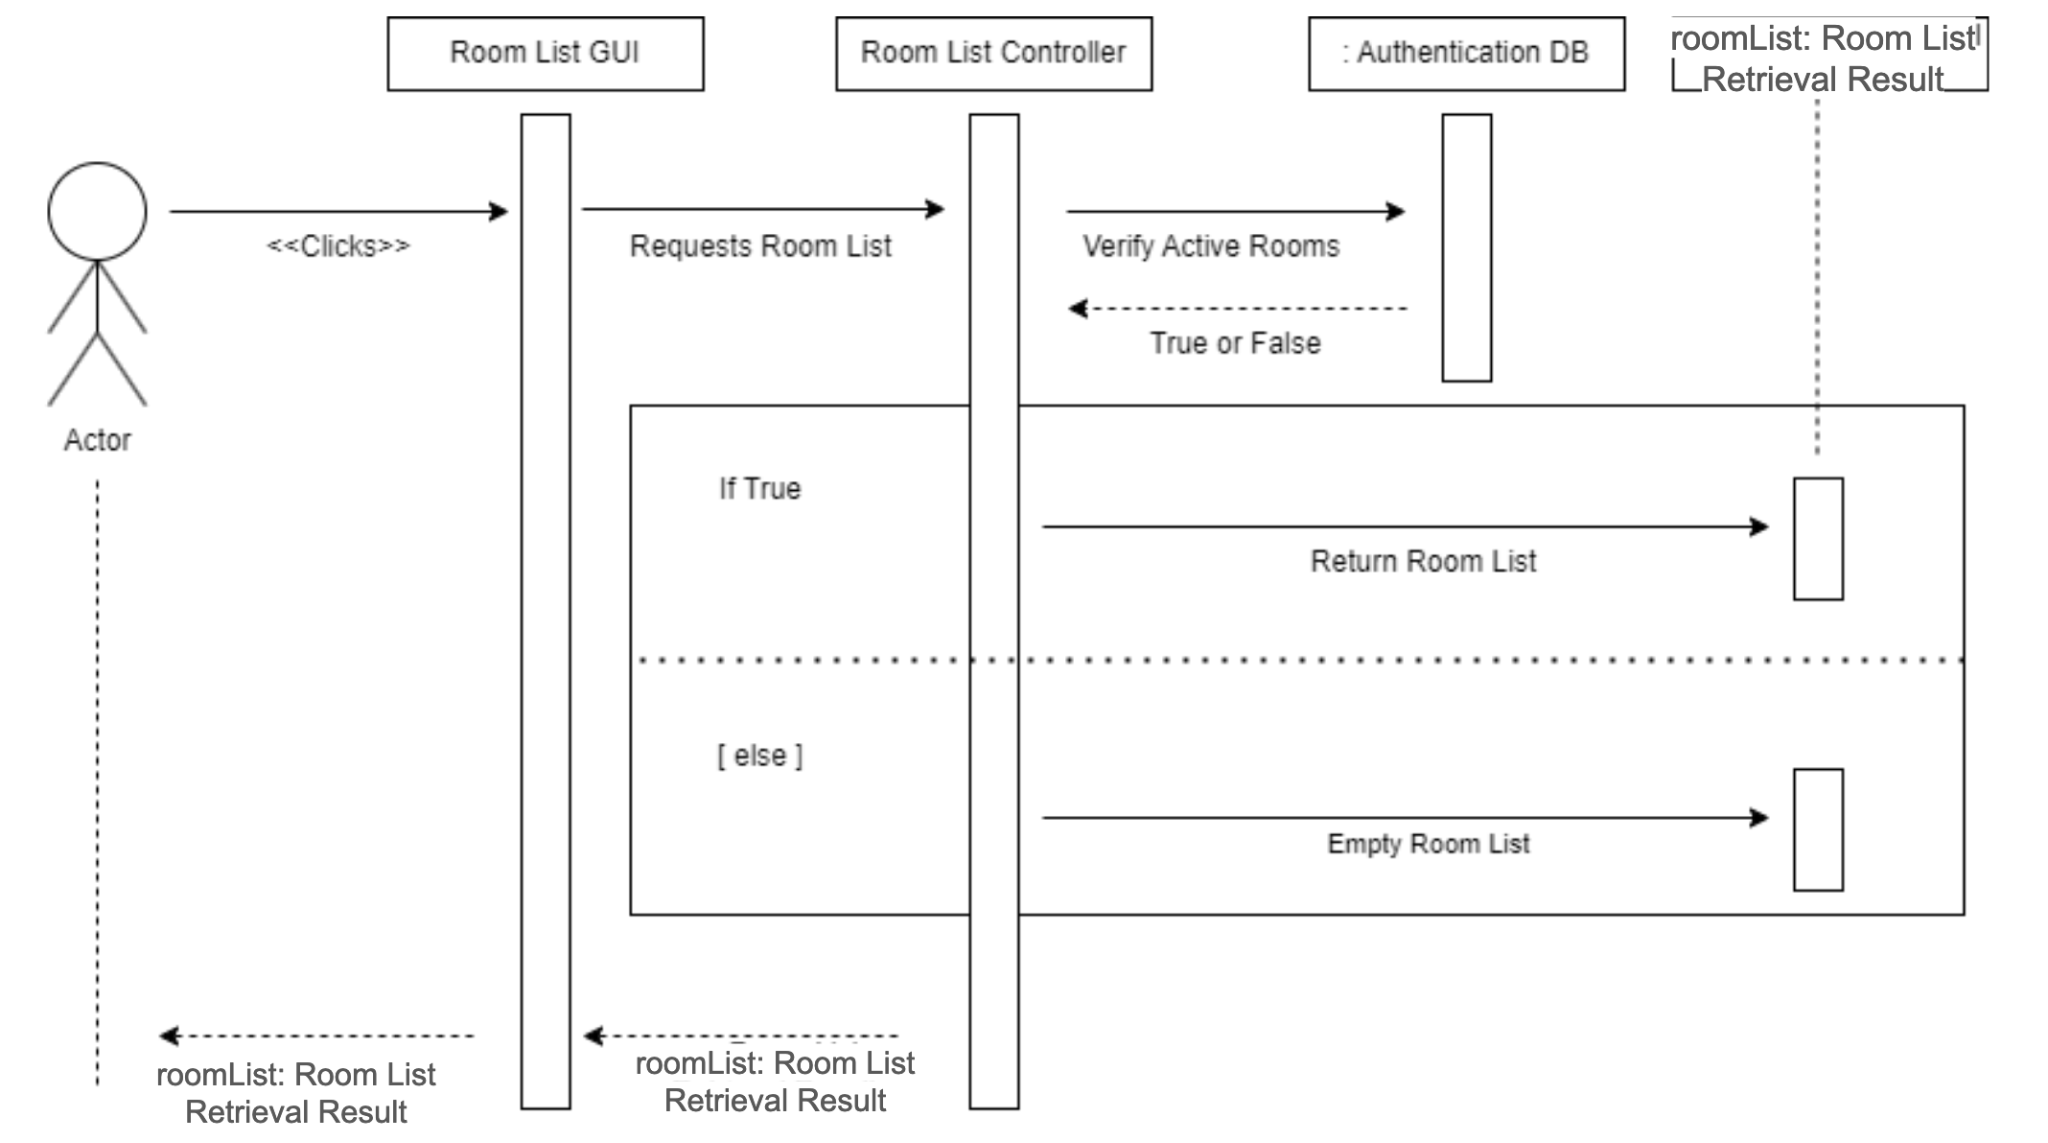 Room List GUI
Room List Controller
: Authentication DB
roomList: Room List
Retrieval Result
<<Clicks>>
Requests Room List
Verify Active Rooms
True or False
Actor
If True
Return Room List
[ else ]
Empty Room List
roomList: Room List
Retrieval Result
roomList: Room List
Retrieval Result